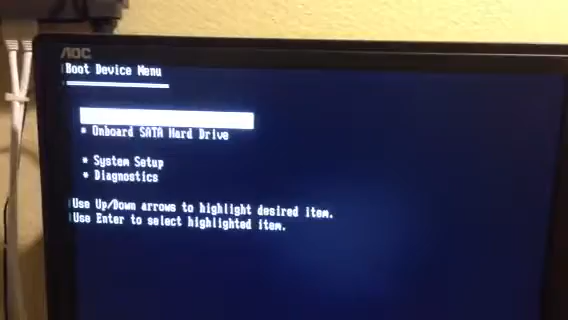 AOC
Boot Device Menu
* Onboard SATA Hard Drive
* System Setup
* Diagnostics
Use Up/Down arrows to highlight desired item.
Use Enter to select highlighted item.